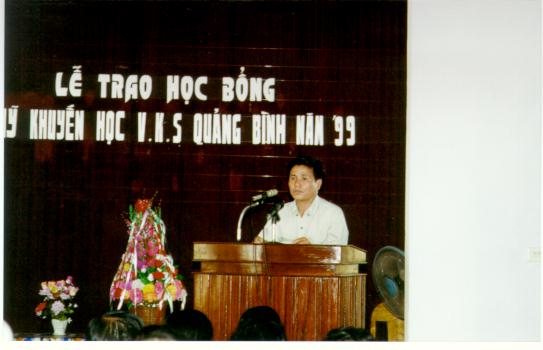 LỄ TRAO HỌC BỔNG
Ỹ KHUYẾN HỌC V.K.S QUẢNG BÌNH NĂM '99